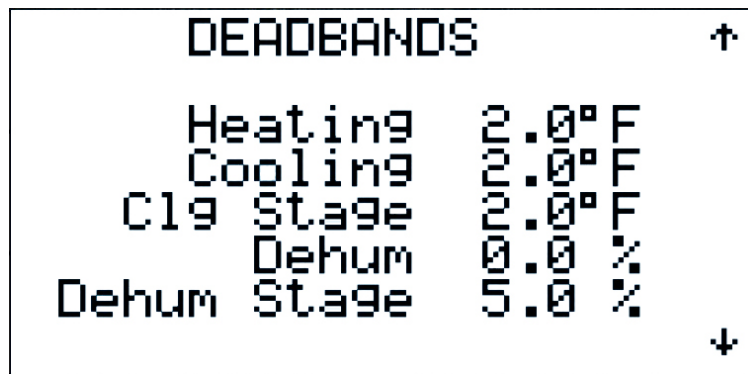 DEADBANDS ↑
Heating 2.0°F
Cooling 2.0°F
Clg Stage 2.0°F
Dehum 0.0 %
Dehum Stage 5.0 %
↓